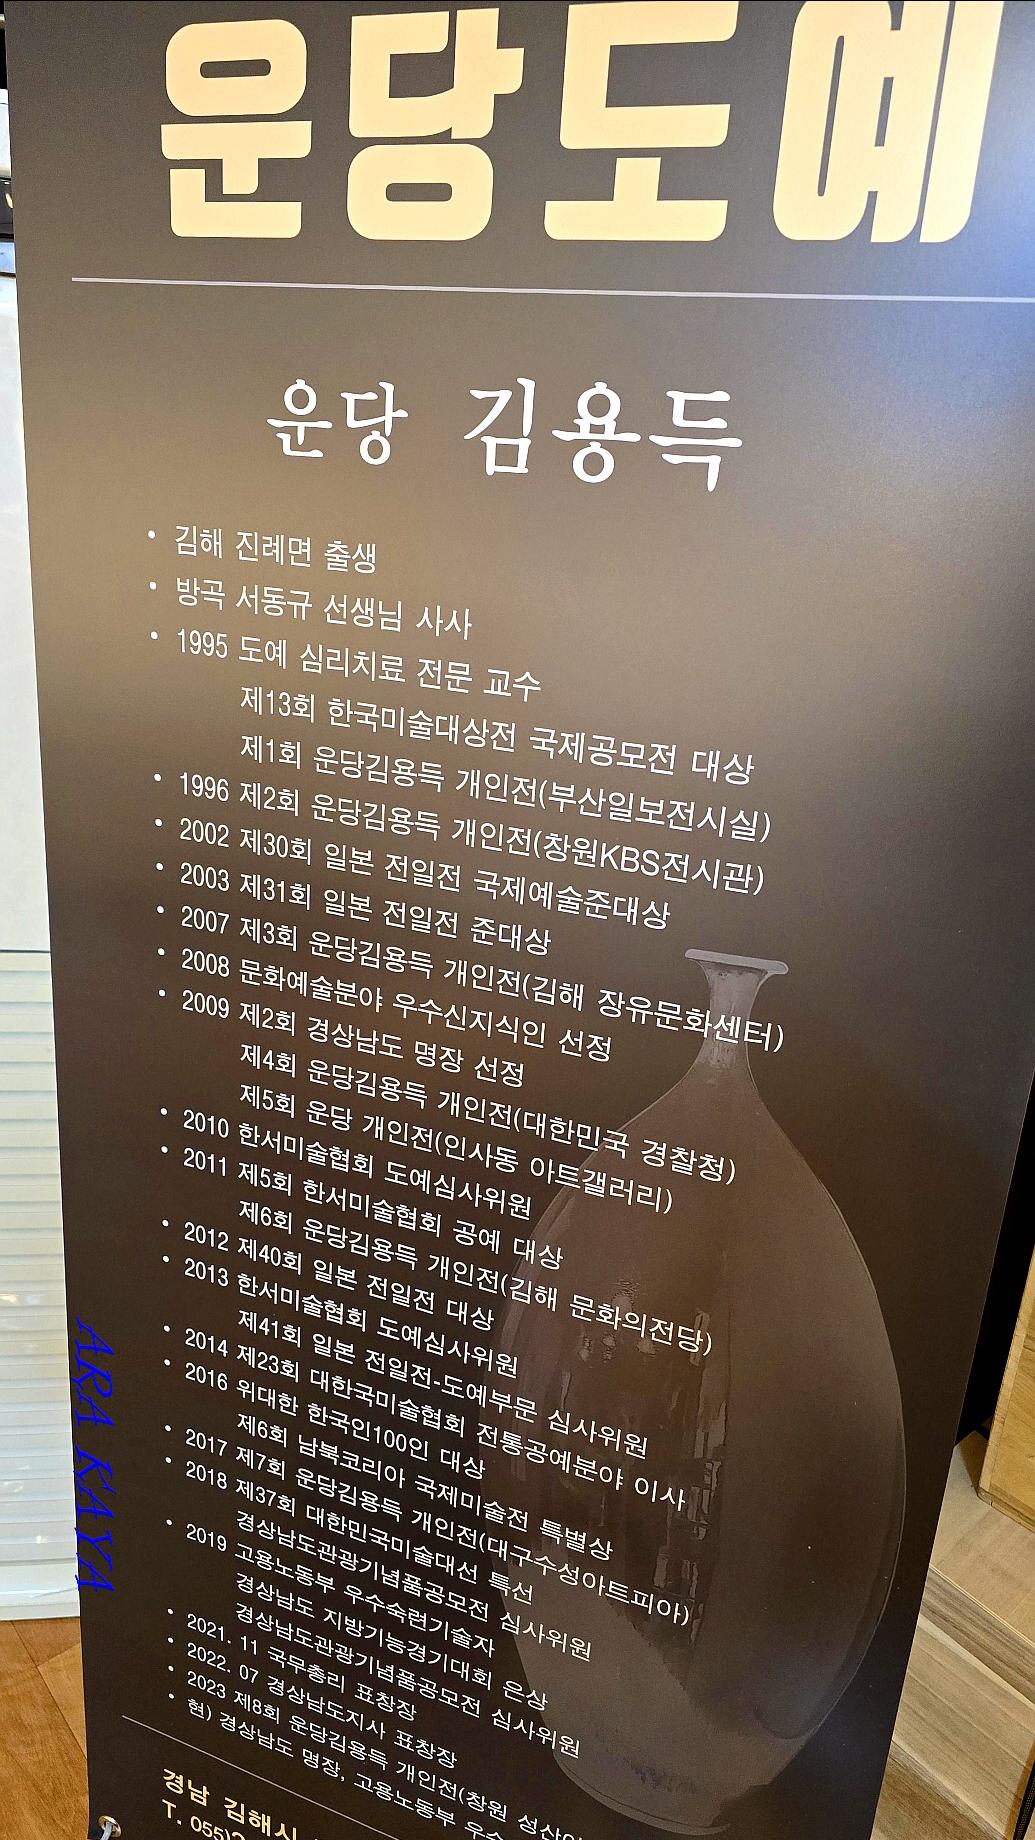 운당도예
운당 김용득
• 김해 진례면 출생
• 방곡 서동규 선생님 사사
• 1995 도예 심리치료 전문 교수
제13회 한국미술대상전 국제공모전 대상
제1회 운당김용득 개인전(부산일보전시실)
• 1996 제2회 운당김용득 개인전(창원KBS전시관)
• 2002 제30회 일본 전일전 국제예술준대상
• 2003 제31회 일본 전일전 준대상
• 2007 제3회 운당김용득 개인전(김해 장유문화센터)
• 2008 문화예술분야 우수신지식인 선정
• 2009 제2회 경상남도 명장 선정
제4회 운당김용득 개인전(대한민국 경찰청)
제5회 운당 개인전(인사동 아트갤러리)
• 2010 한서미술협회 도예심사위원
• 2011 제5회 한서미술협회 공예 대상
제6회 운당김용득 개인전(김해 문화의전당)
• 2012 제40회 일본 전일전 대상
• 2013 한서미술협회 도예심사위원
제41회 일본 전일전-도예부문 심사위원
• 2014 제23회 대한국미술협회 전통공예분야 이사
• 2016 위대한 한국인100인 대상
제6회 남북코리아 국제미술전 특별상
• 2017 제7회 운당김용득 개인전(대구수성아트피아)
• 2018 제37회 대한민국미술대선 특선
경상남도관광기념품공모전 심사위원
• 2019 고용노동부 우수숙련기술자
경상남도 지방기능경기대회 은상
경상남도관광기념품공모전 심사위원
• 2021. 11 국무총리 표창장
• 2022. 07 경상남도지사 표창장
• 2023 제8회 운당김용득 개인전(창원 성산
• 현) 경상남도 명장, 고용노동부
경남 김해시
T. 055)
ARA KAYA